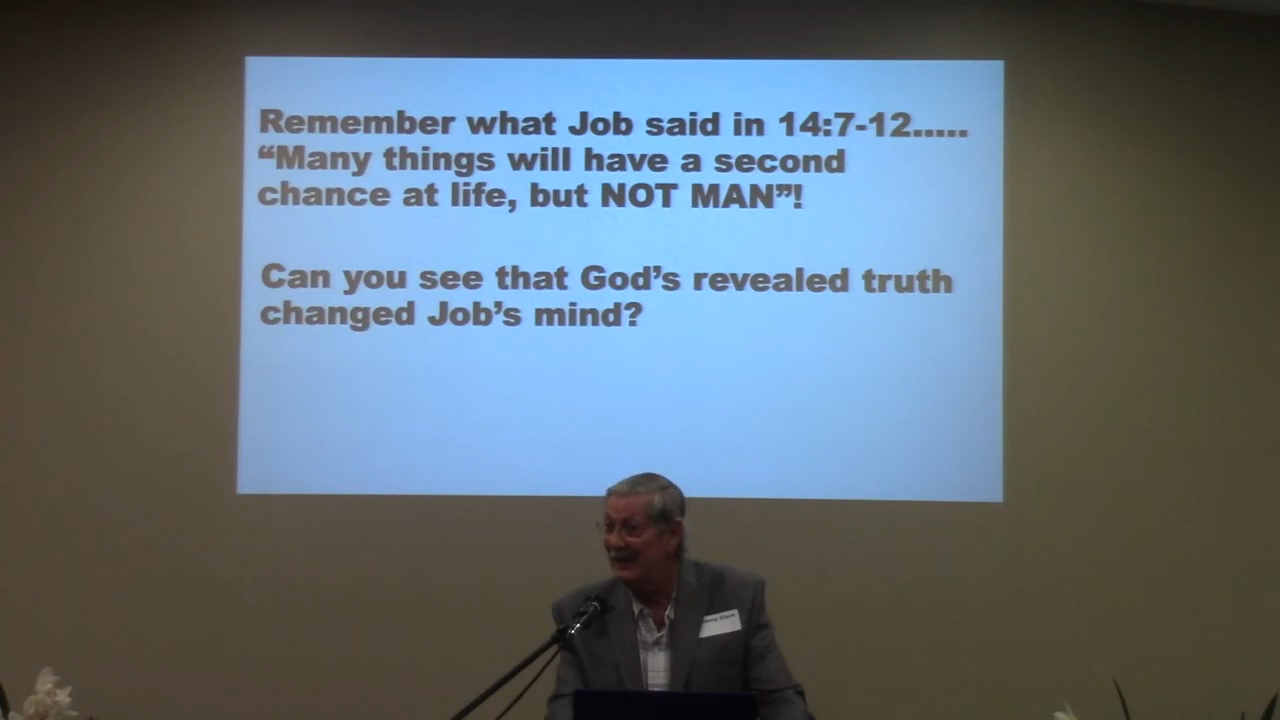 Remember what Job said in 14:7-12.....
“Many things will have a second
chance at life, but NOT MAN”!
Can you see that God’s revealed truth
changed Job’s mind?